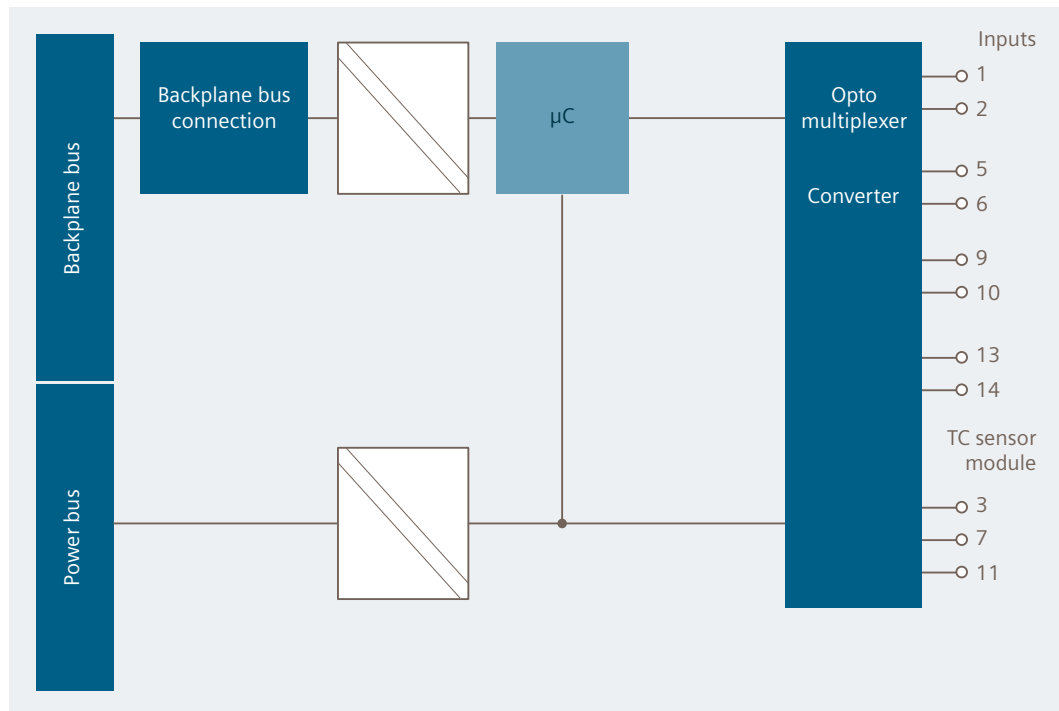 Inputs
Backplane bus
Backplane bus
connection
µC
Opto
multiplexer
Converter
1
2
5
6
9
10
13
14
TC sensor
module
3
7
11
Power bus